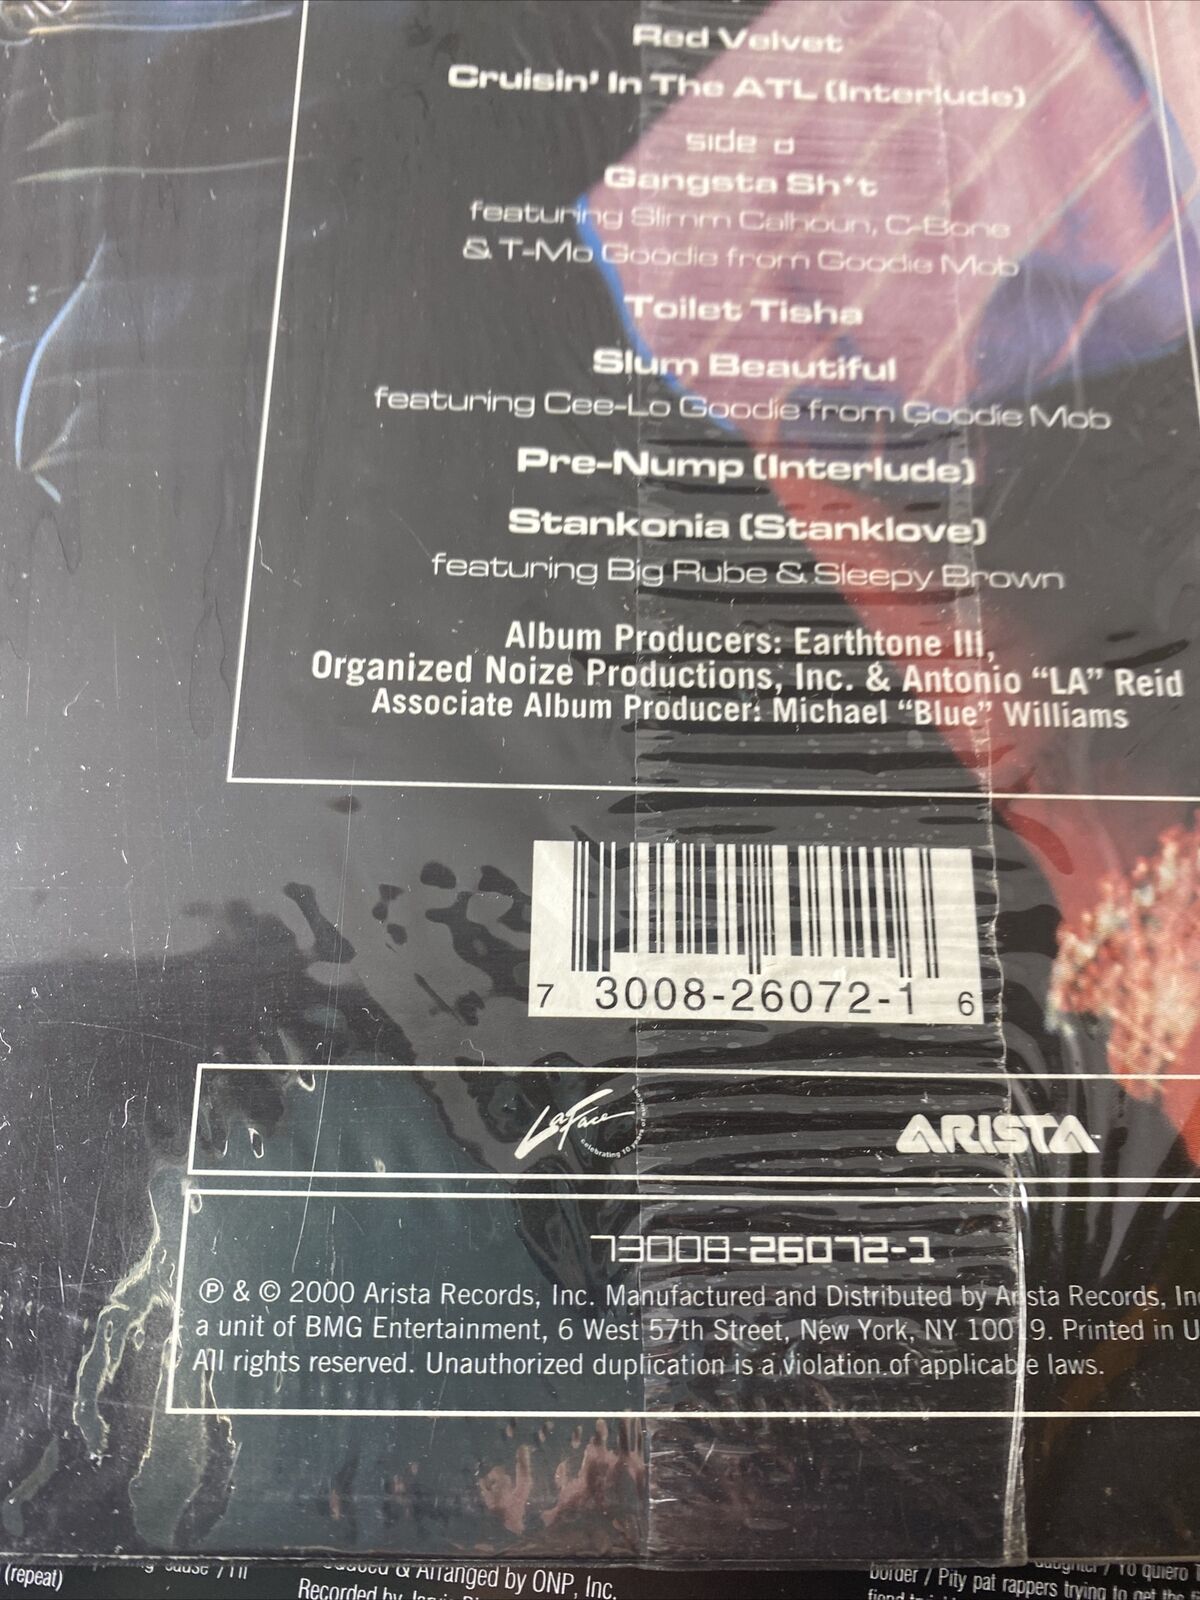 Red Velvet
Cruisin' In The ATL (Interlude)
side d
Gangsta Sh*t
featuring Slimm Calhoun, C-Bone
& T-Mo Goodie from Goodie Mob
Toilet Tisha
Slum Beautiful
featuring Cee-Lo Goodie from Goodie Mob
Pre-Nump (Interlude)
Stankonia (Stanklove)
featuring Big Rube & Sleepy Brown
Album Producers: Earthtone III,
Organized Noize Productions, Inc. & Antonio “LA” Reid
Associate Album Producer: Michael “Blue” Williams
7 3008-26072-1 6
LaFace
celebrating 10 years of
ARISTA
73008-26072-1
℗ & © 2000 Arista Records, Inc. Manufactured and Distributed by Arista Records, Inc
a unit of BMG Entertainment, 6 West 57th Street, New York, NY 10019. Printed in U
All rights reserved. Unauthorized duplication is a violation of applicable laws.
(repeat)
& Arranged by ONP, Inc.
Recorded by
border / Pity pat rappers trying to get the